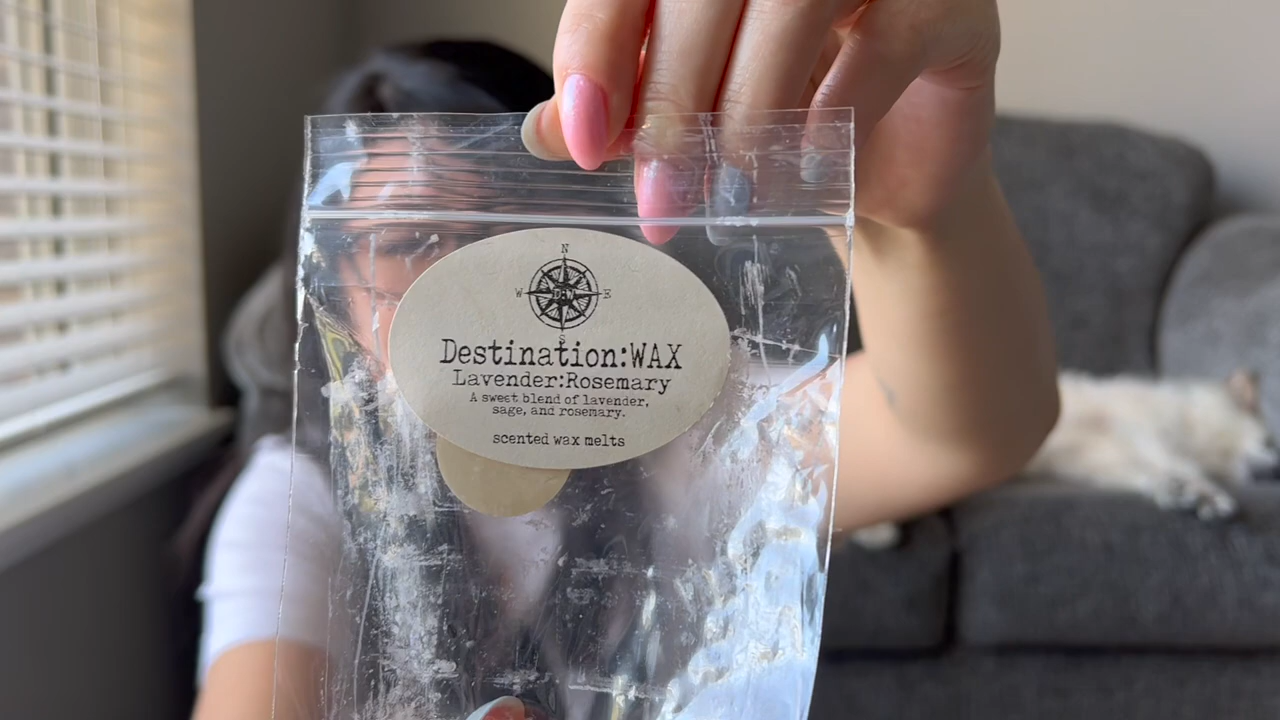 N
W D:W E
S
Destination:WAX
Lavender:Rosemary
A sweet blend of lavender,
sage, and rosemary.
scented wax melts